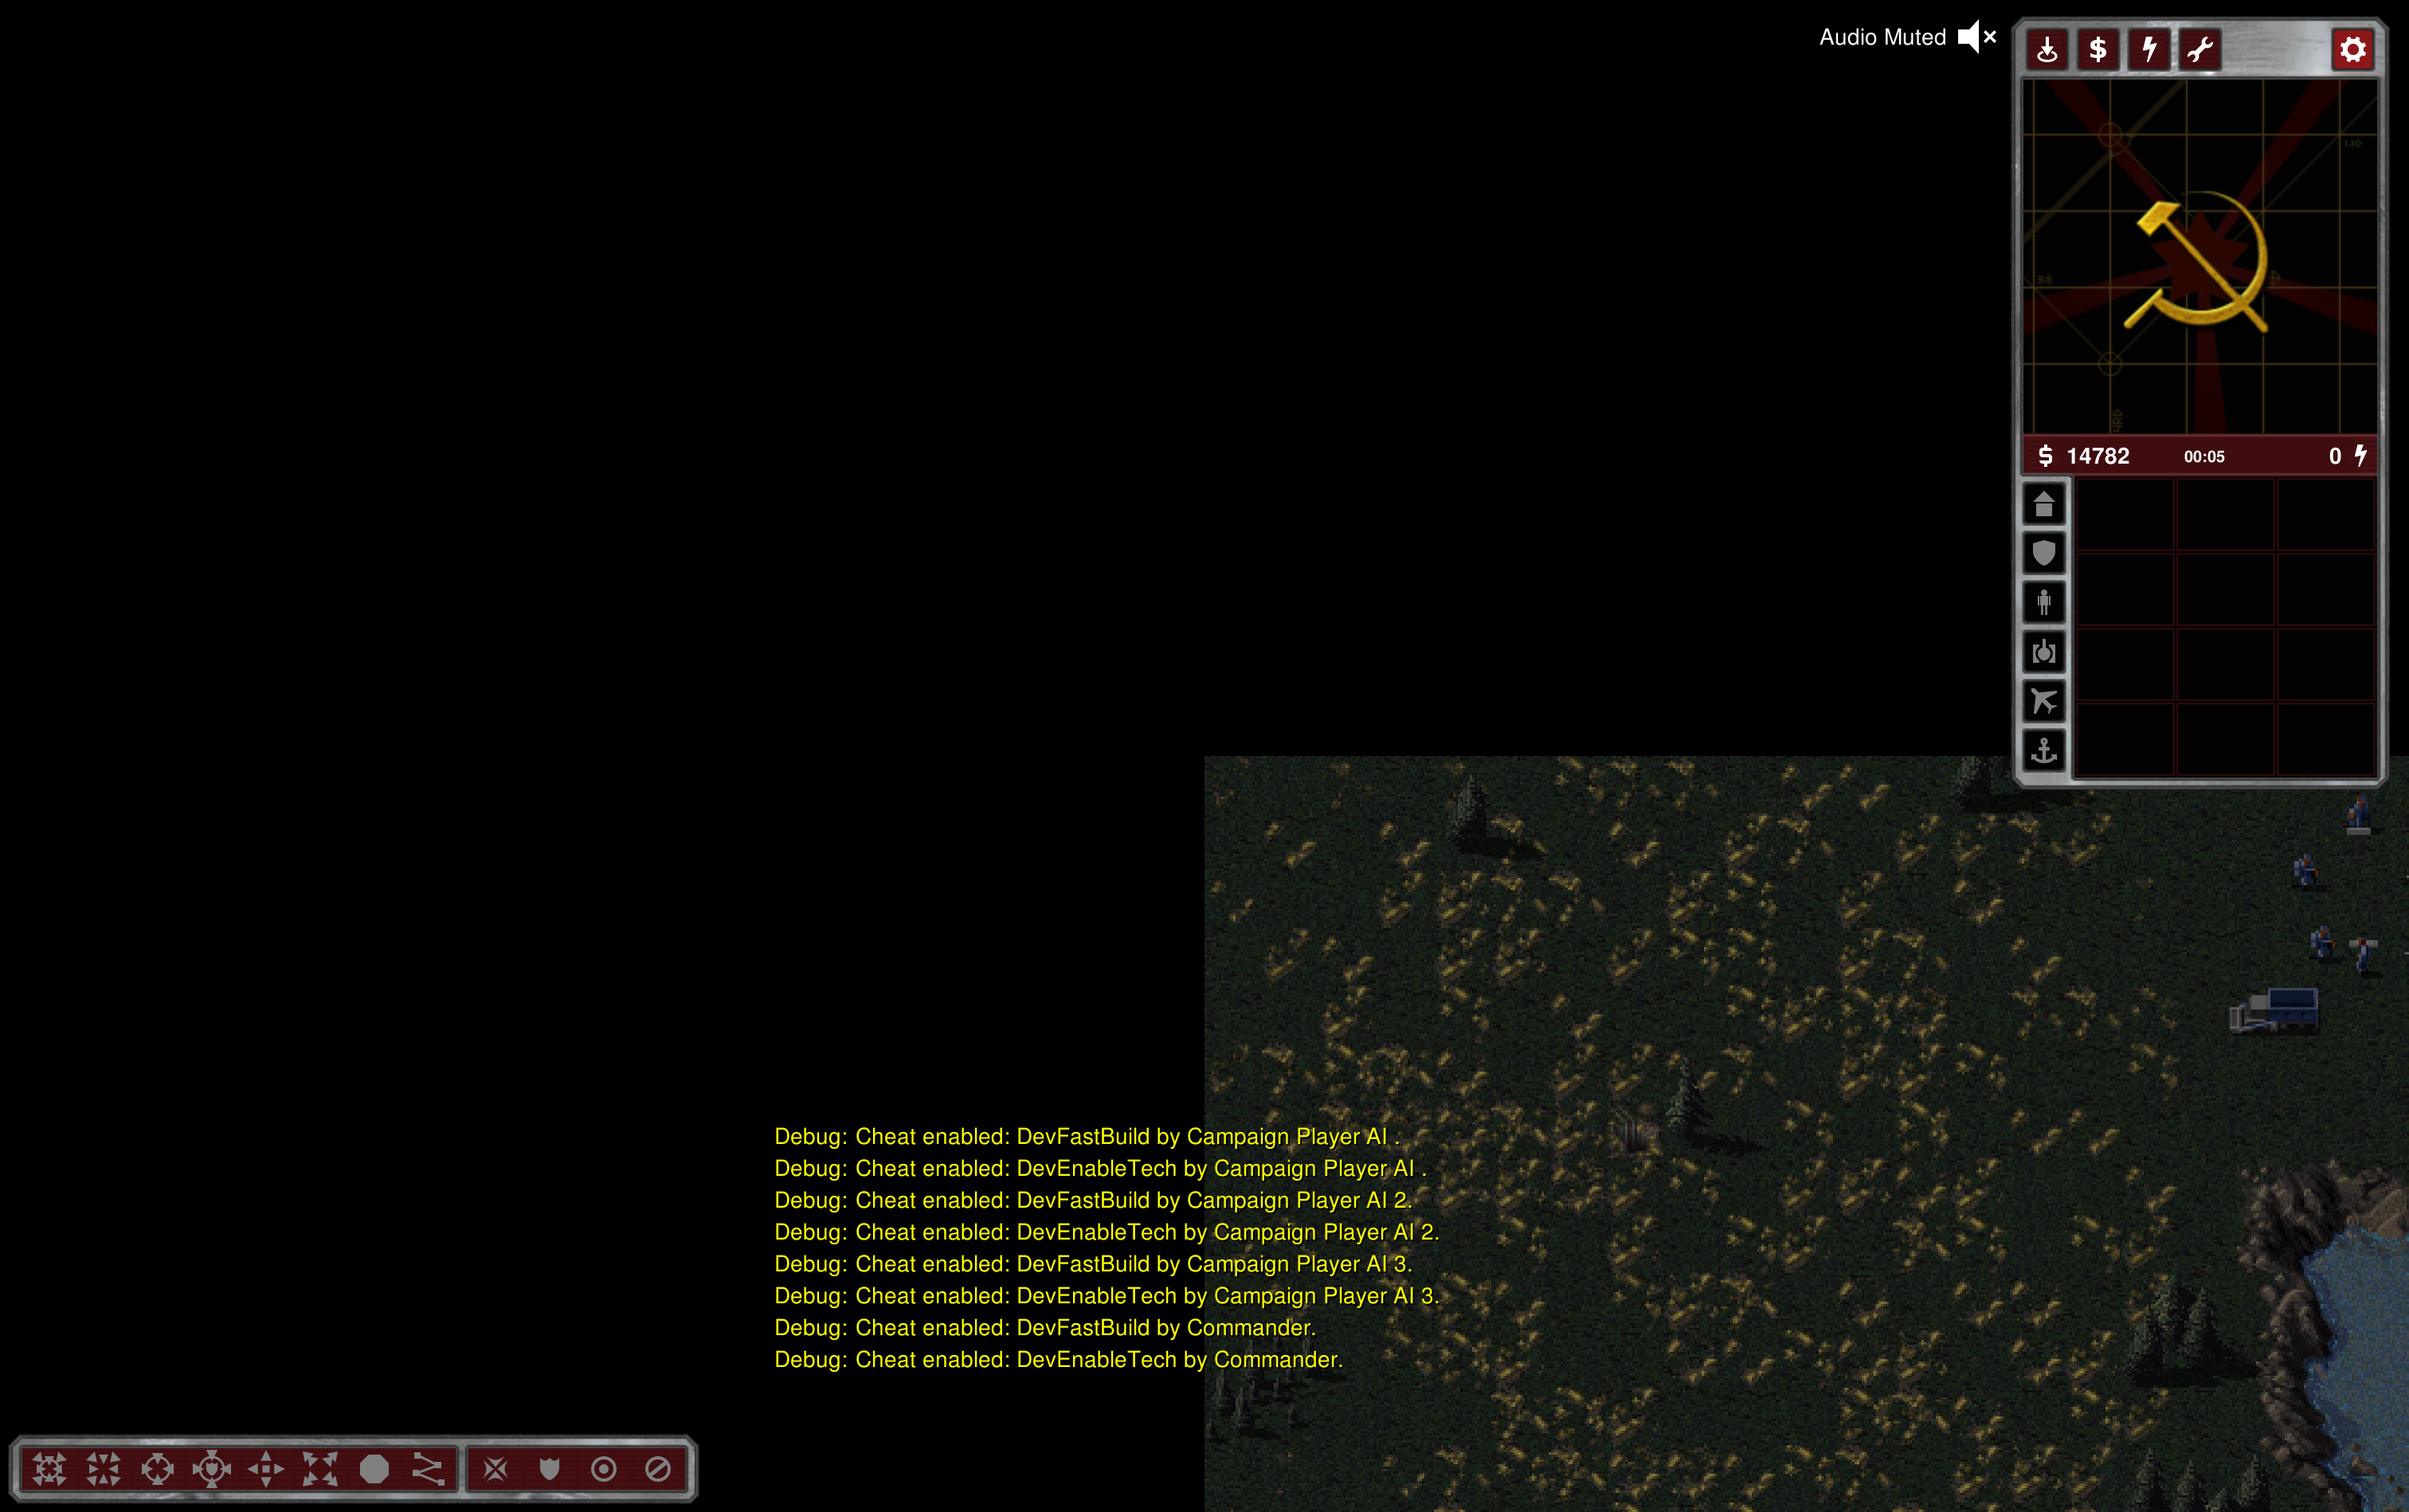 Audio Muted
$ 14782 00:05 0
Debug: Cheat enabled: DevFastBuild by Campaign Player AI .
Debug: Cheat enabled: DevEnableTech by Campaign Player AI .
Debug: Cheat enabled: DevFastBuild by Campaign Player AI 2.
Debug: Cheat enabled: DevEnableTech by Campaign Player AI 2.
Debug: Cheat enabled: DevFastBuild by Campaign Player AI 3.
Debug: Cheat enabled: DevEnableTech by Campaign Player AI 3.
Debug: Cheat enabled: DevFastBuild by Commander.
Debug: Cheat enabled: DevEnableTech by Commander.